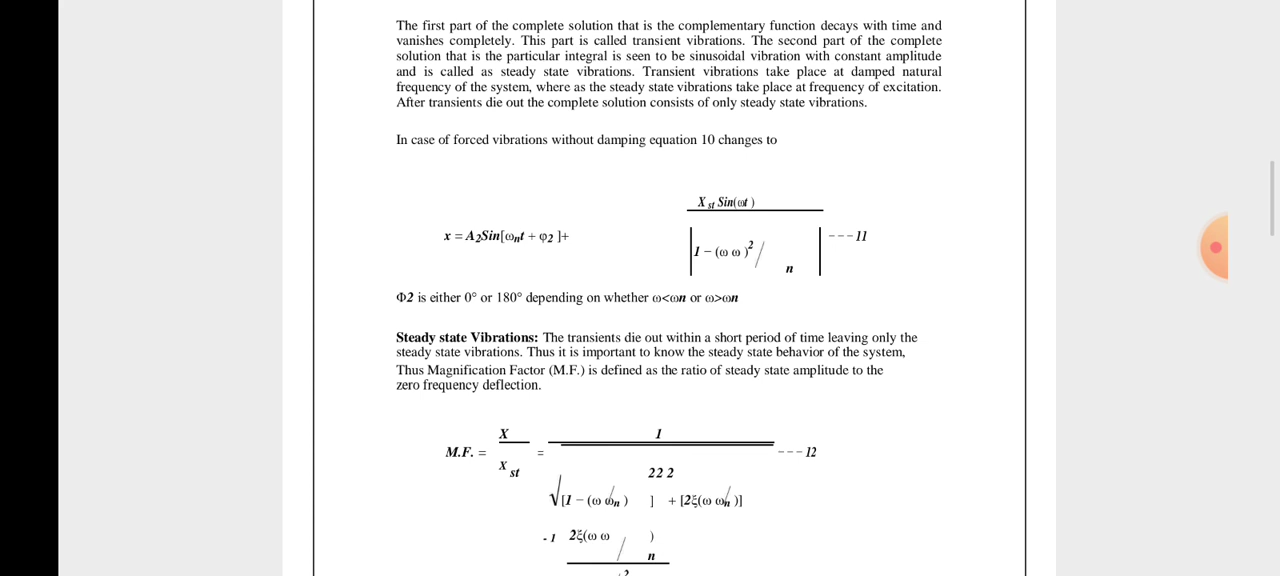 The first part of the complete solution that is the complementary function decays with time and
vanishes completely. This part is called transient vibrations. The second part of the complete
solution that is the particular integral is seen to be sinusoidal vibration with constant amplitude
and is called as steady state vibrations. Transient vibrations take place at damped natural
frequency of the system, where as the steady state vibrations take place at frequency of excitation.
After transients die out the complete solution consists of only steady state vibrations.
In case of forced vibrations without damping equation 10 changes to
X st Sin(ωt )
x = A2Sin[ωnt + φ2 ]+
- - - 11
1 − (ω ω )2 /
n
Φ2 is either 0° or 180° depending on whether ω<ωn or ω>ωn
Steady state Vibrations: The transients die out within a short period of time leaving only the
steady state vibrations. Thus it is important to know the steady state behavior of the system,
Thus Magnification Factor (M.F.) is defined as the ratio of steady state amplitude to the
zero frequency deflection.
X 1
M.F. = = - - - 12
X st 22 2
√[1 − (ω ωn ) ] + [2ξ(ω ωn )]
- 1 2ξ(ω ω / )
n
2